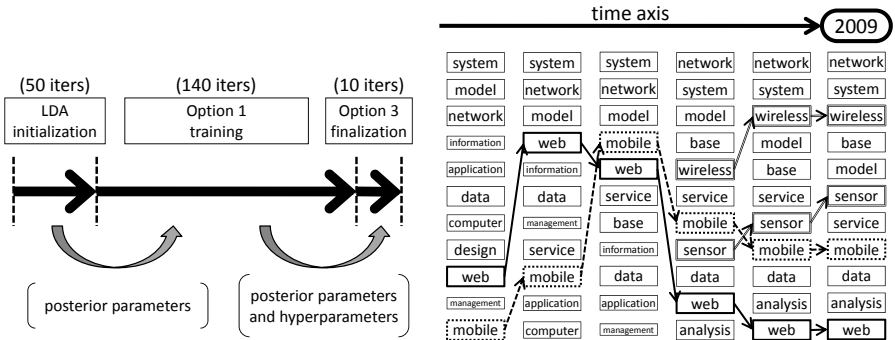 (50 iters) (140 iters) (10 iters)
LDA initialization
Option 1 training
Option 3 finalization
posterior parameters
posterior parameters and hyperparameters
time axis 2009
system system system network network network
model network network system system system
network model model model wireless wireless
information web mobile base model base
application information web wireless base model
data data service service service sensor
computer management base mobile sensor service
design service information sensor mobile mobile
web mobile data data data data
management application application web analysis analysis
mobile computer management analysis web web